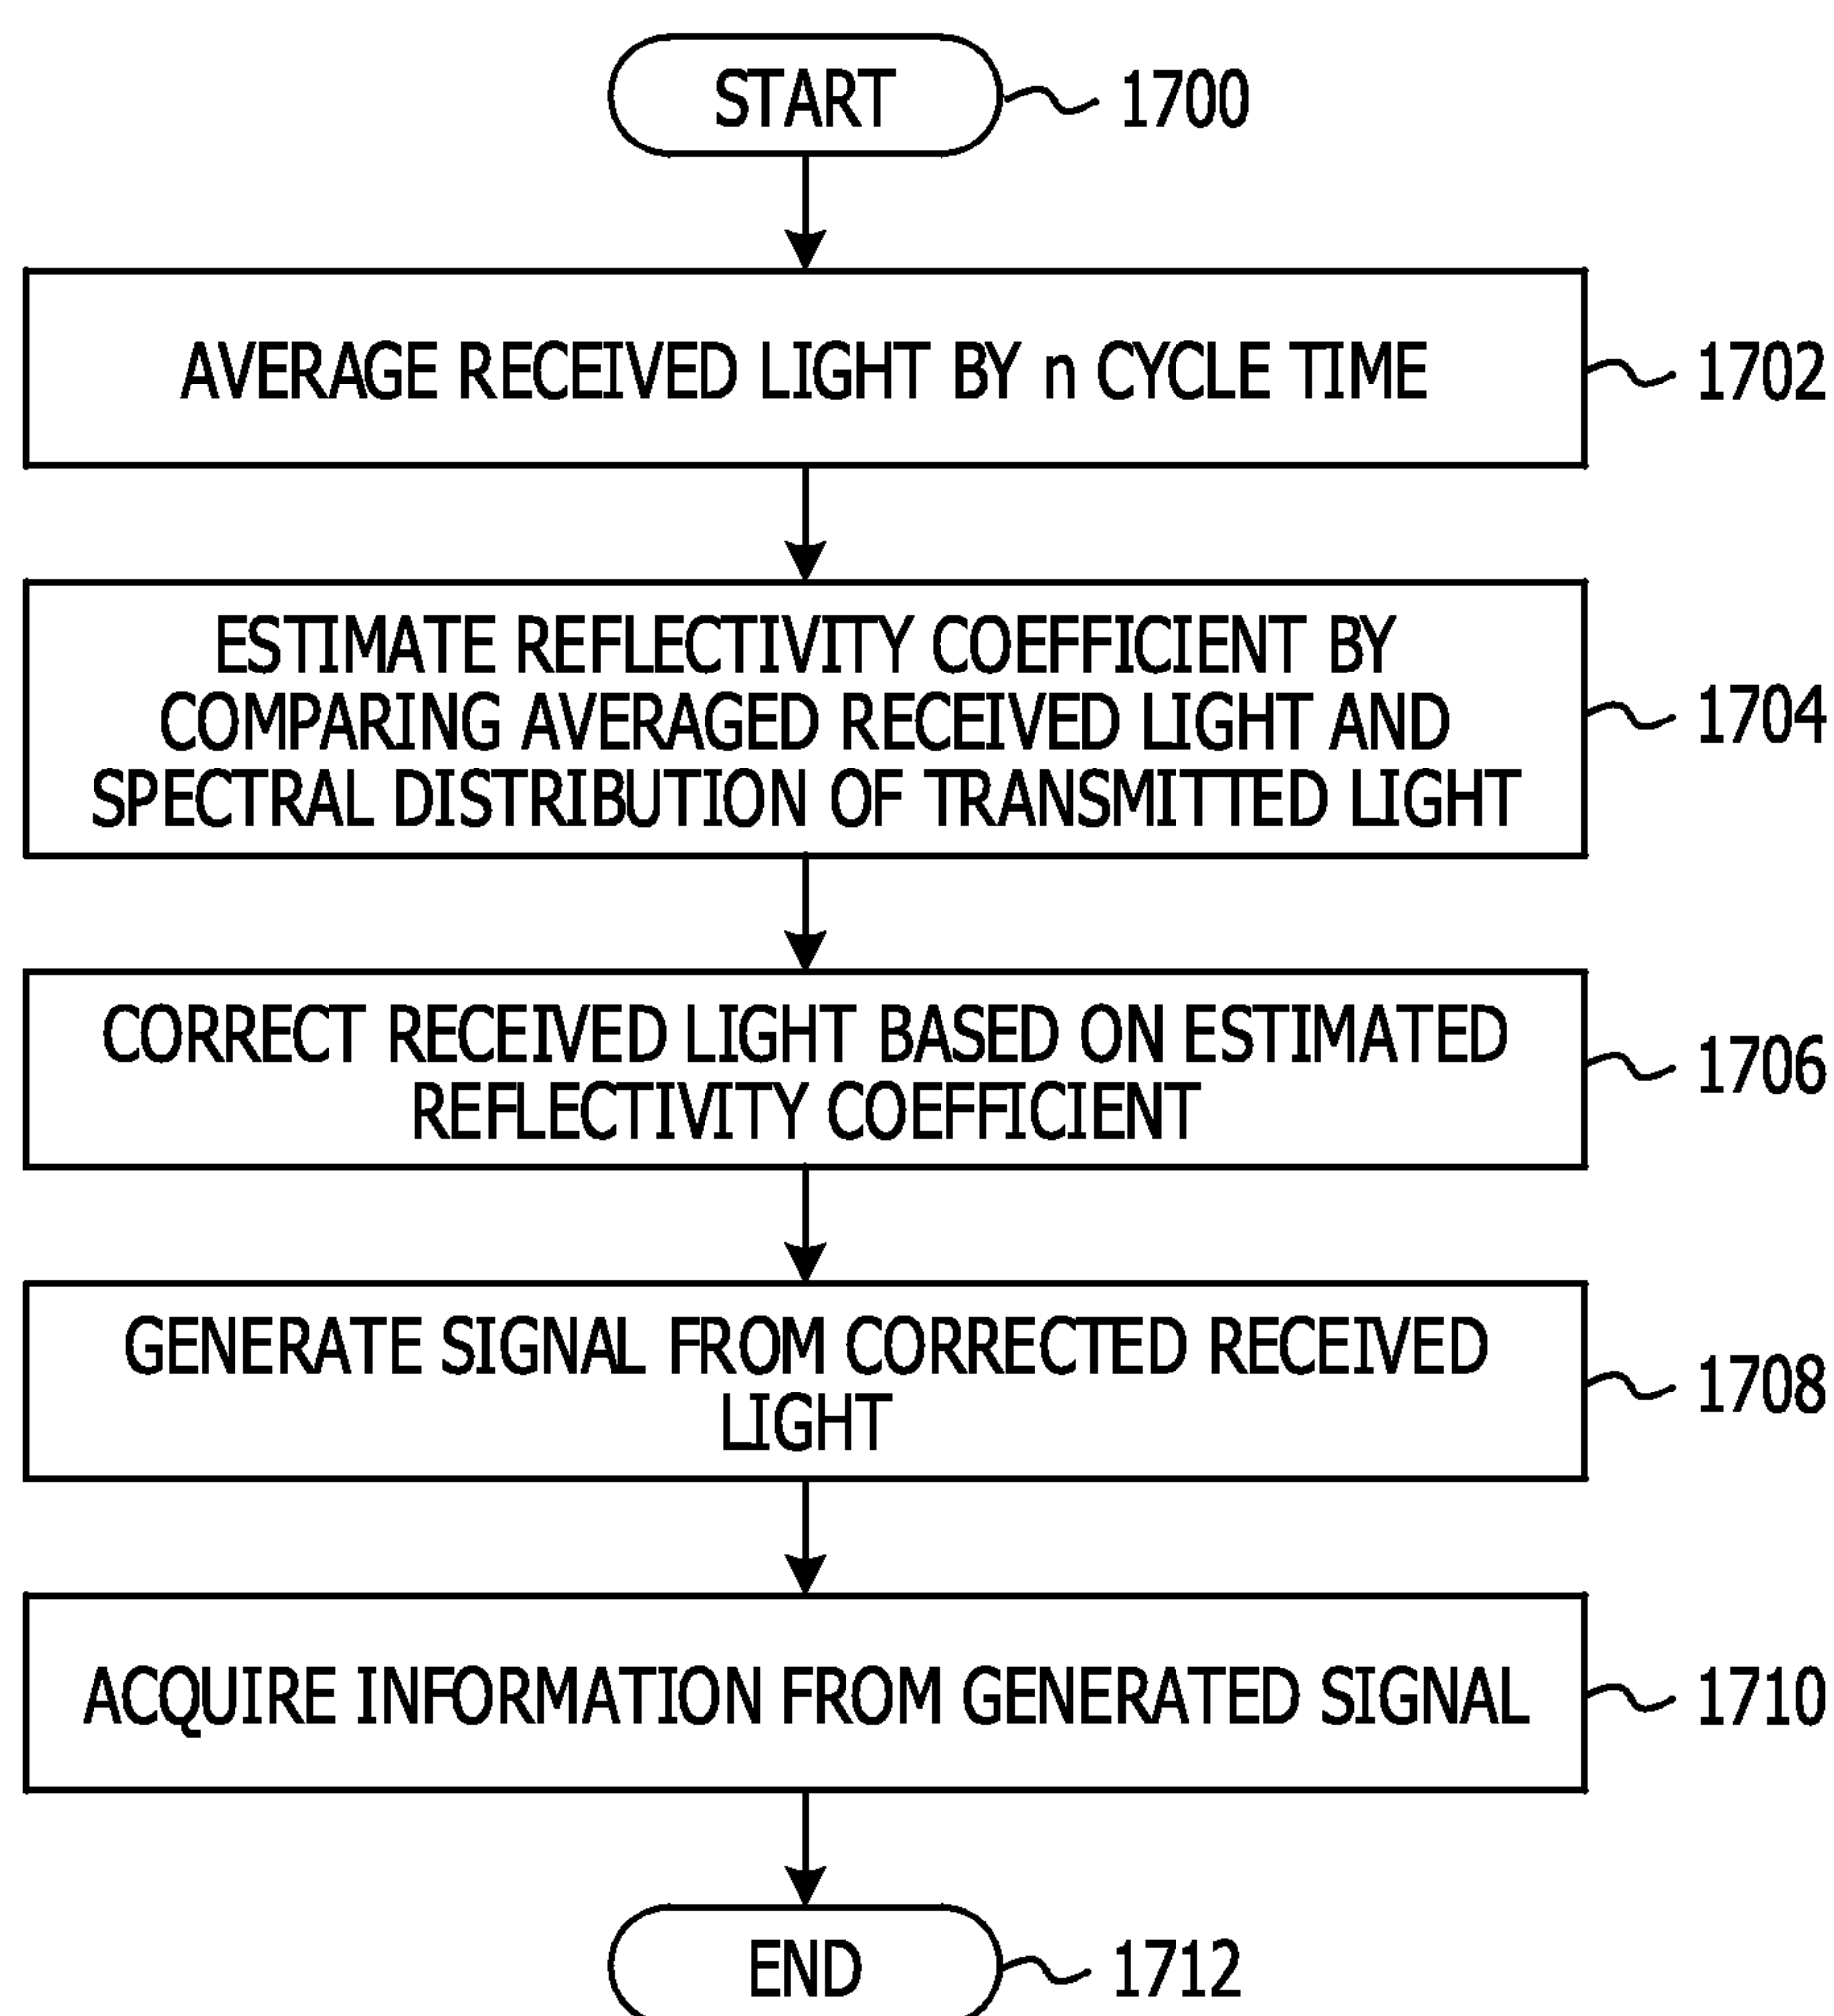 START
1700
AVERAGE RECEIVED LIGHT BY n CYCLE TIME
1702
ESTIMATE REFLECTIVITY COEFFICIENT BY
COMPARING AVERAGED RECEIVED LIGHT AND
SPECTRAL DISTRIBUTION OF TRANSMITTED LIGHT
1704
CORRECT RECEIVED LIGHT BASED ON ESTIMATED
REFLECTIVITY COEFFICIENT
1706
GENERATE SIGNAL FROM CORRECTED RECEIVED
LIGHT
1708
ACQUIRE INFORMATION FROM GENERATED SIGNAL
1710
END
1712